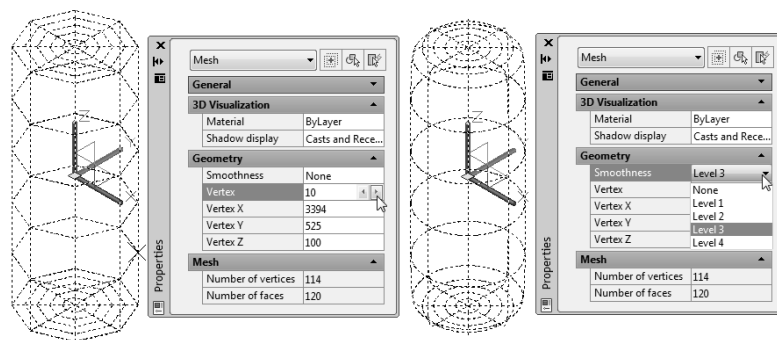 Mesh
General
3D Visualization
Material ByLayer
Shadow display Casts and Rece...
Geometry
Smoothness None
Vertex 10
Vertex X 3394
Vertex Y 525
Vertex Z 100
Mesh
Number of vertices 114
Number of faces 120
Properties
Z
X
Mesh
General
3D Visualization
Material ByLayer
Shadow display Casts and Rece...
Geometry
Smoothness Level 3
Vertex None
Vertex X Level 1
Vertex Y Level 2
Vertex Z Level 3
Level 4
Mesh
Number of vertices 114
Number of faces 120
Properties
Z